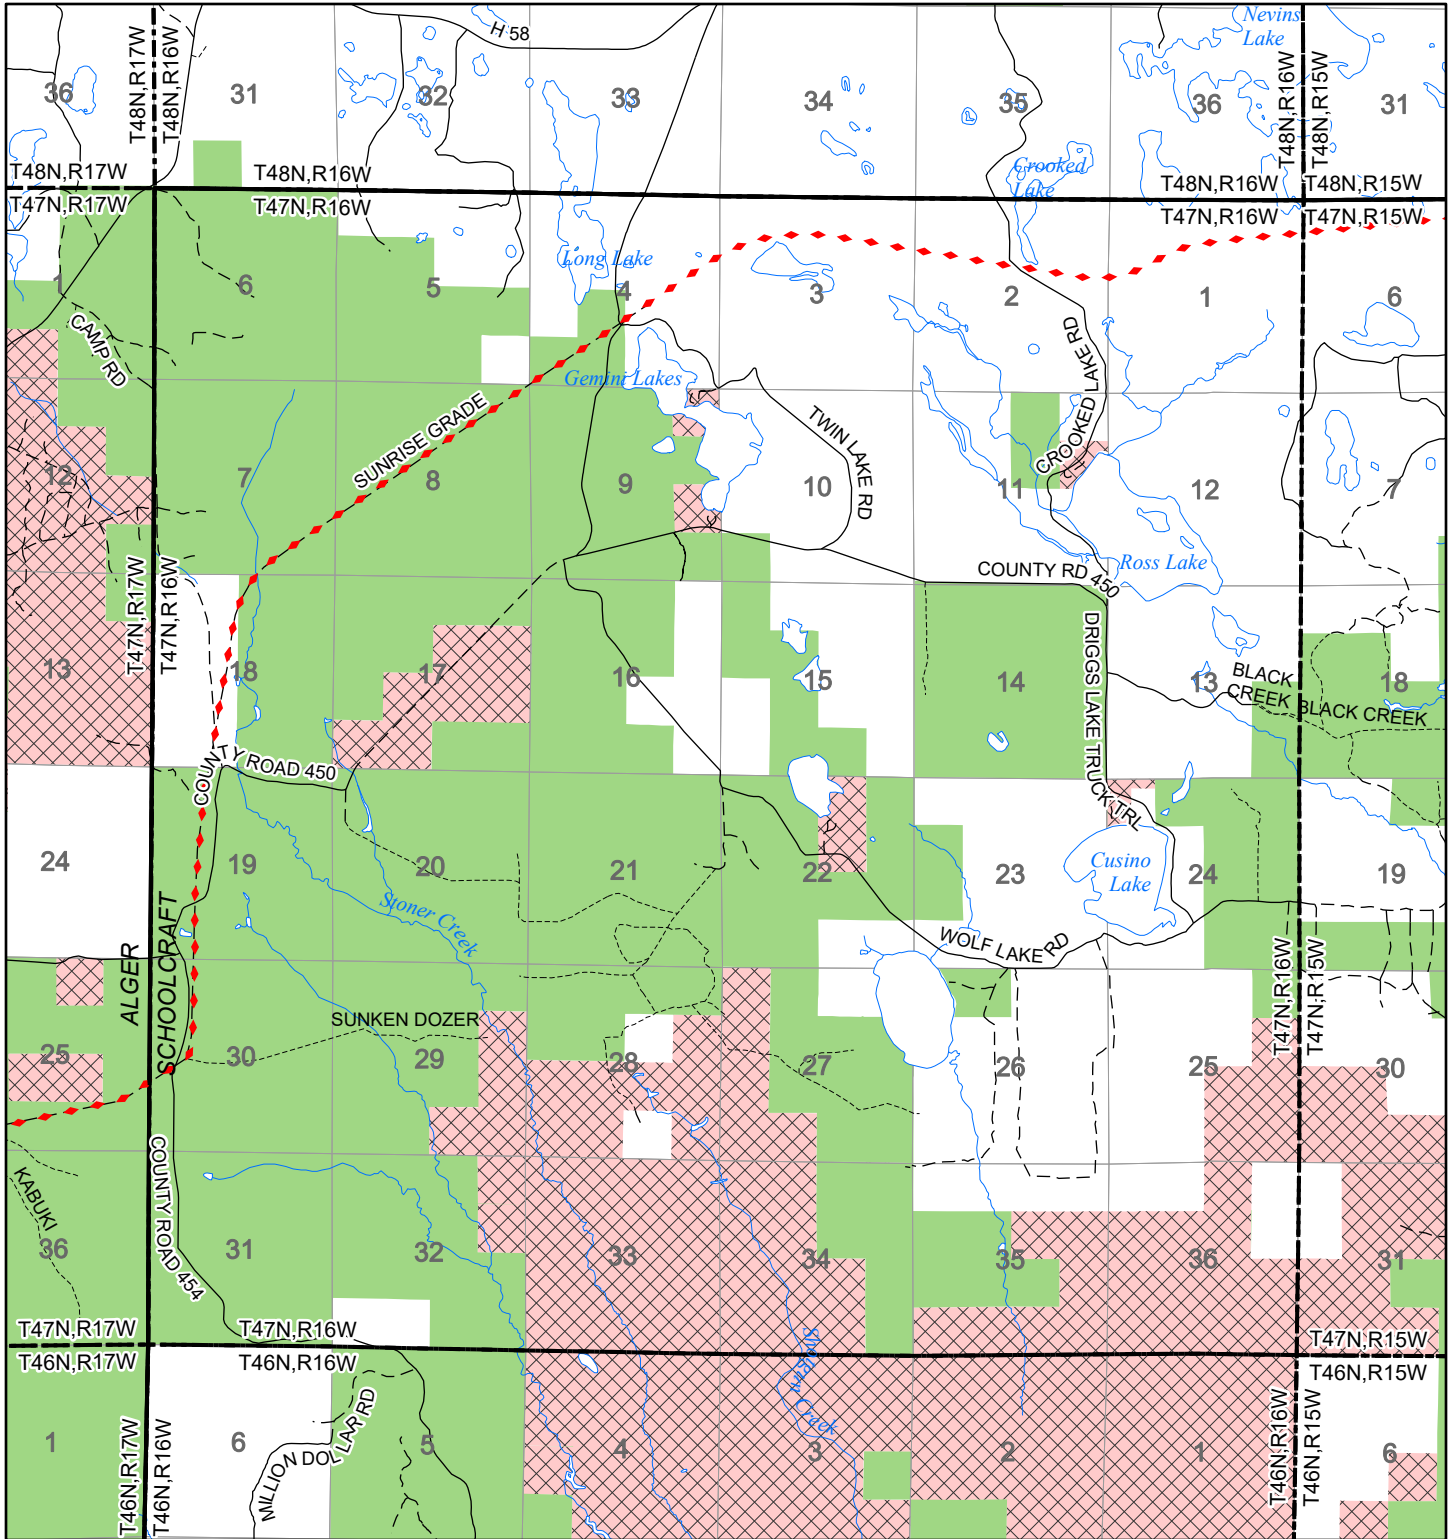 H 58
Nevins
Lake
T48N,R17W
T48N,R16W
36
31
32
33
34
35
36
31
T48N,R16W
T48N,R15W
Crooked
Lake
T48N,R17W
T48N,R16W
T48N,R16W
T48N,R15W
T47N,R17W
T47N,R16W
T47N,R16W
T47N,R15W
Long Lake
1
6
5
4
3
2
1
6
CAMP RD
CROOKED LAKE RD
Gemini Lakes
SUNRISE GRADE
TWIN LAKE RD
12
7
8
9
10
11
12
7
T47N,R17W
T47N,R16W
COUNTY RD 450
Ross Lake
DRIGGS LAKE TRUCK TRL
13
18
17
16
15
14
13
18
BLACK
CREEK
BLACK CREEK
COUNTY ROAD 450
24
19
20
21
22
23
24
19
Cusino
Lake
Stoner Creek
WOLF LAKE RD
ALGER
SCHOOLCRAFT
T47N,R16W
T47N,R15W
SUNKEN DOZER
25
30
29
28
27
26
25
30
KABUKI
COUNTY ROAD 454
36
31
32
33
34
35
36
31
T47N,R17W
T47N,R16W
T47N,R15W
T46N,R17W
T46N,R16W
T46N,R15W
Shotgun Creek
MILLION DOLLAR RD
1
6
5
4
3
2
1
6
T46N,R17W
T46N,R16W
T46N,R16W
T46N,R15W